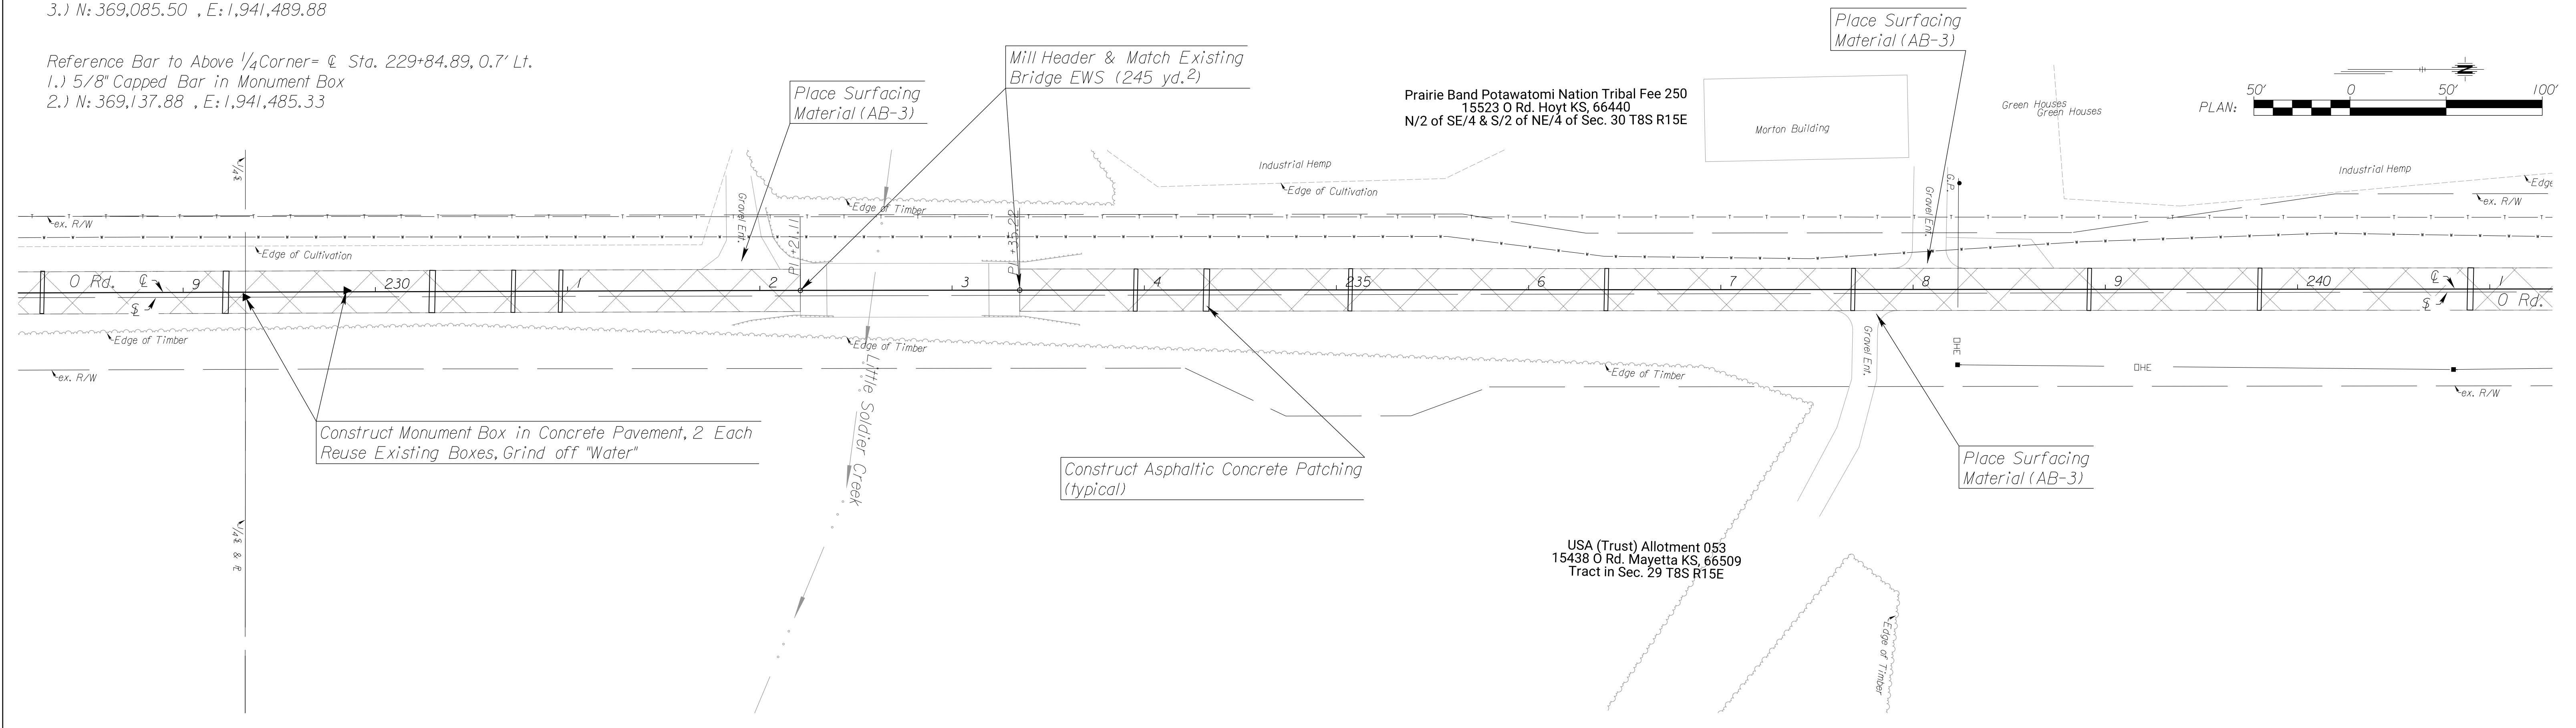 3.) N: 369,085.50 , E: 1,941,489.88
Reference Bar to Above 1/4 Corner= ℄ Sta. 229+84.89, 0.7' Lt.
1.) 5/8" Capped Bar in Monument Box
2.) N: 369,137.88 , E: 1,941,485.33
Place Surfacing
Material (AB-3)
Mill Header & Match Existing
Bridge EWS (245 yd.²)
Prairie Band Potawatomi Nation Tribal Fee 250
15523 O Rd. Hoyt KS, 66440
N/2 of SE/4 & S/2 of NE/4 of Sec. 30 T8S R15E
Place Surfacing
Material (AB-3)
Morton Building
Green Houses
Green Houses
N
PLAN:
50' 0 50' 100'
Industrial Hemp
Edge of Cultivation
Industrial Hemp
Edge
ex. R/W
Edge of Timber
Gravel Ent.
Gravel Ent.
G.P.
ex. R/W
Edge of Cultivation
O Rd. ℄ 9 230 1 2 3 4 235 6 7 8 9 240 ℄ 1
O Rd.
Edge of Timber
Edge of Timber
Edge of Timber
Gravel Ent.
OHE
OHE
ex. R/W
ex. R/W
Little Soldier Creek
Construct Monument Box in Concrete Pavement, 2 Each
Reuse Existing Boxes, Grind off "Water"
Construct Asphaltic Concrete Patching
(typical)
Place Surfacing
Material (AB-3)
USA (Trust) Allotment 053
15438 O Rd. Mayetta KS, 66509
Tract in Sec. 29 T8S R15E
Edge of Timber